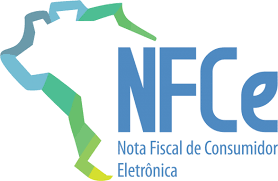 NFCe
Nota Fiscal de Consumidor
Eletrônica